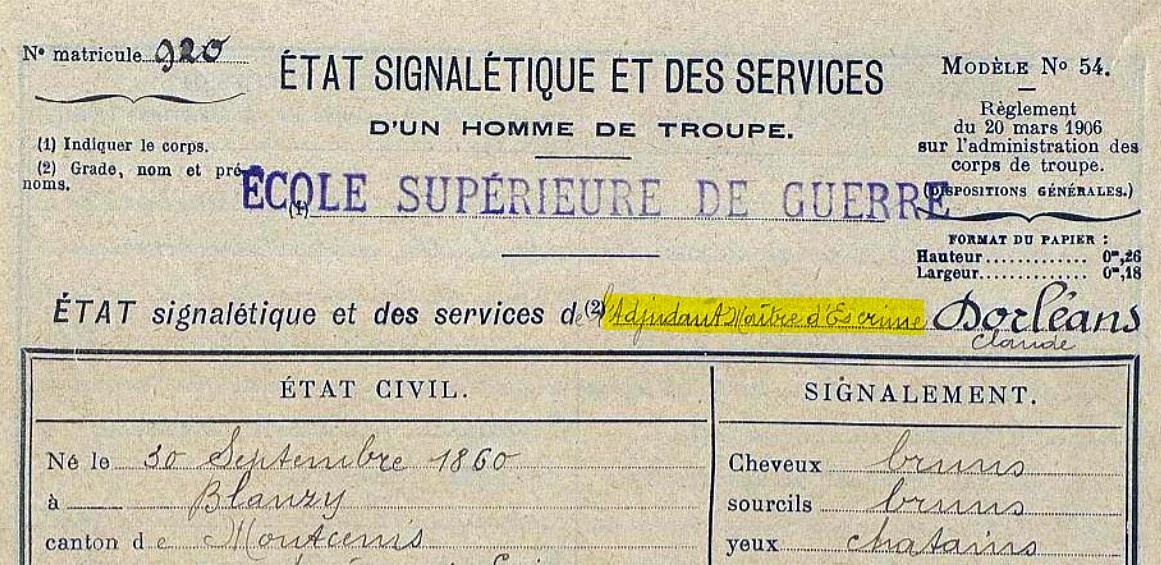 Nº matricule 920
ÉTAT SIGNALÉTIQUE ET DES SERVICES
D'UN HOMME DE TROUPE.
MODÈLE Nº 54.
Règlement
du 20 mars 1906
sur l'administration des
corps de troupe.
(DISPOSITIONS GÉNÉRALES.)
(1) Indiquer le corps.
(2) Grade, nom et pré-
noms.
(1) ÉCOLE SUPÉRIEURE DE GUERRE
FORMAT DU PAPIER :
Hauteur 0ᵐ,26
Largeur 0ᵐ,18
ÉTAT signalétique et des services de (2) l'Adjudant Maître d'Escrime Dorléans
Claude
ÉTAT CIVIL.
Né le 30 Septembre 1860
à Blanzy
canton de Montcenis
SIGNALEMENT.
Cheveux bruns
sourcils bruns
yeux chatains